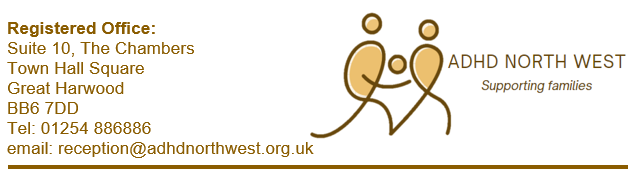 Registered Office:
Suite 10, The Chambers
Town Hall Square
Great Harwood
BB6 7DD
Tel: 01254 886886
email: reception@adhdnorthwest.org.uk
ADHD NORTH WEST
Supporting families